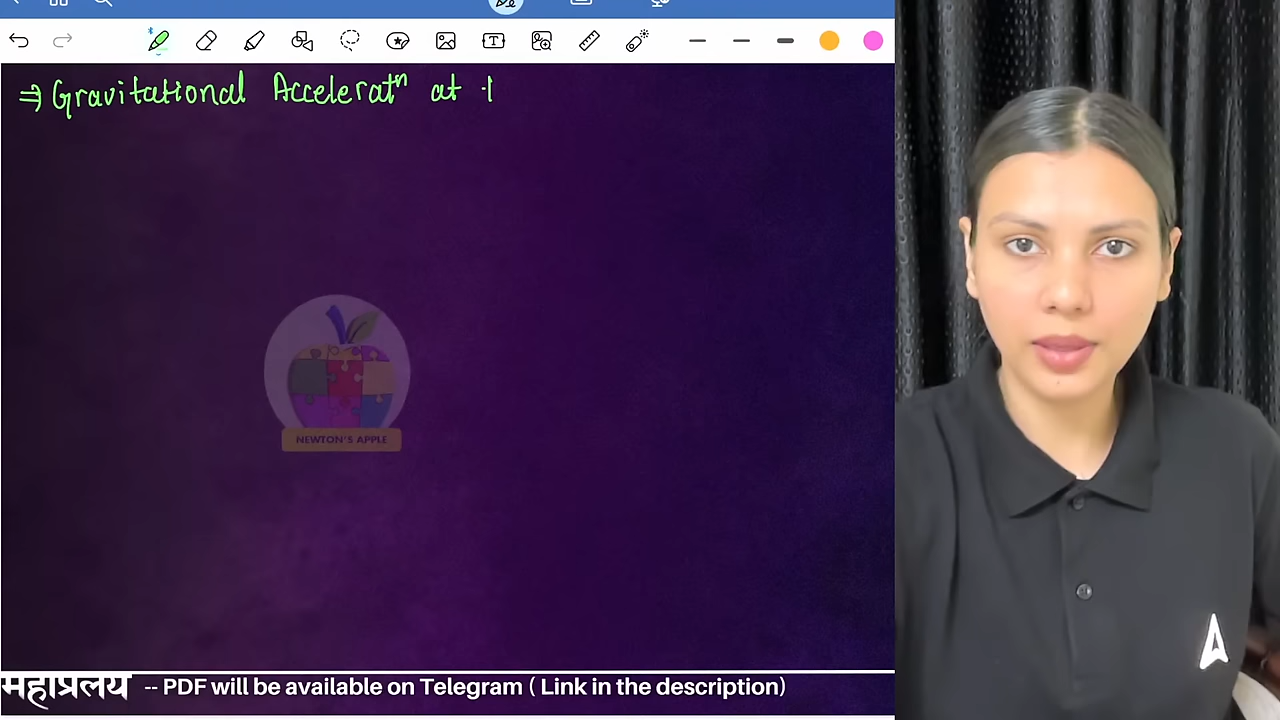 ⇒ Gravitational Acceleratⁿ at
NEWTON'S APPLE
महाप्रलय -- PDF will be available on Telegram ( Link in the description)